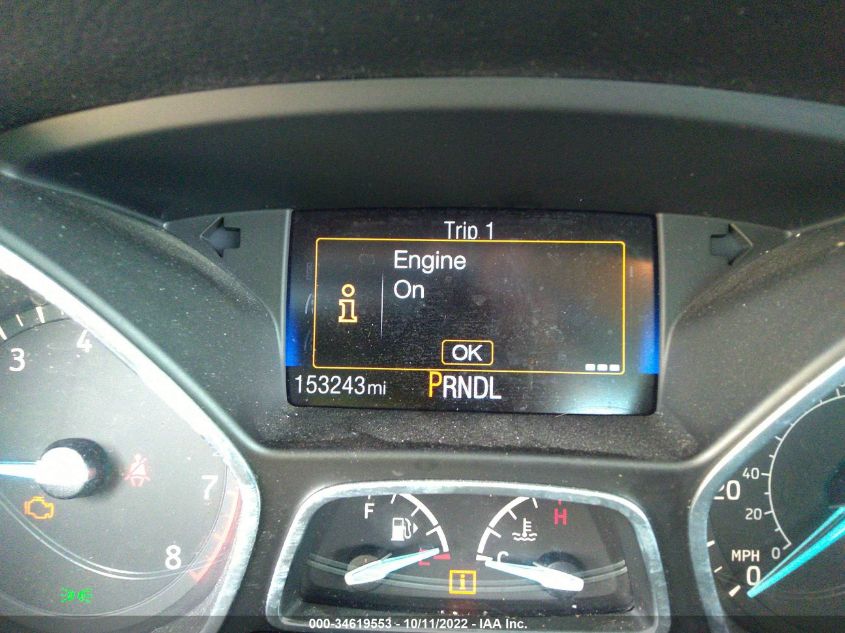 Trip 1
Engine
On
OK
153243mi
PRNDL
3
4
7
8
F
L
C
H
20
40
20
0
MPH
0
000-34619553 - 10/11/2022 - IAA Inc.